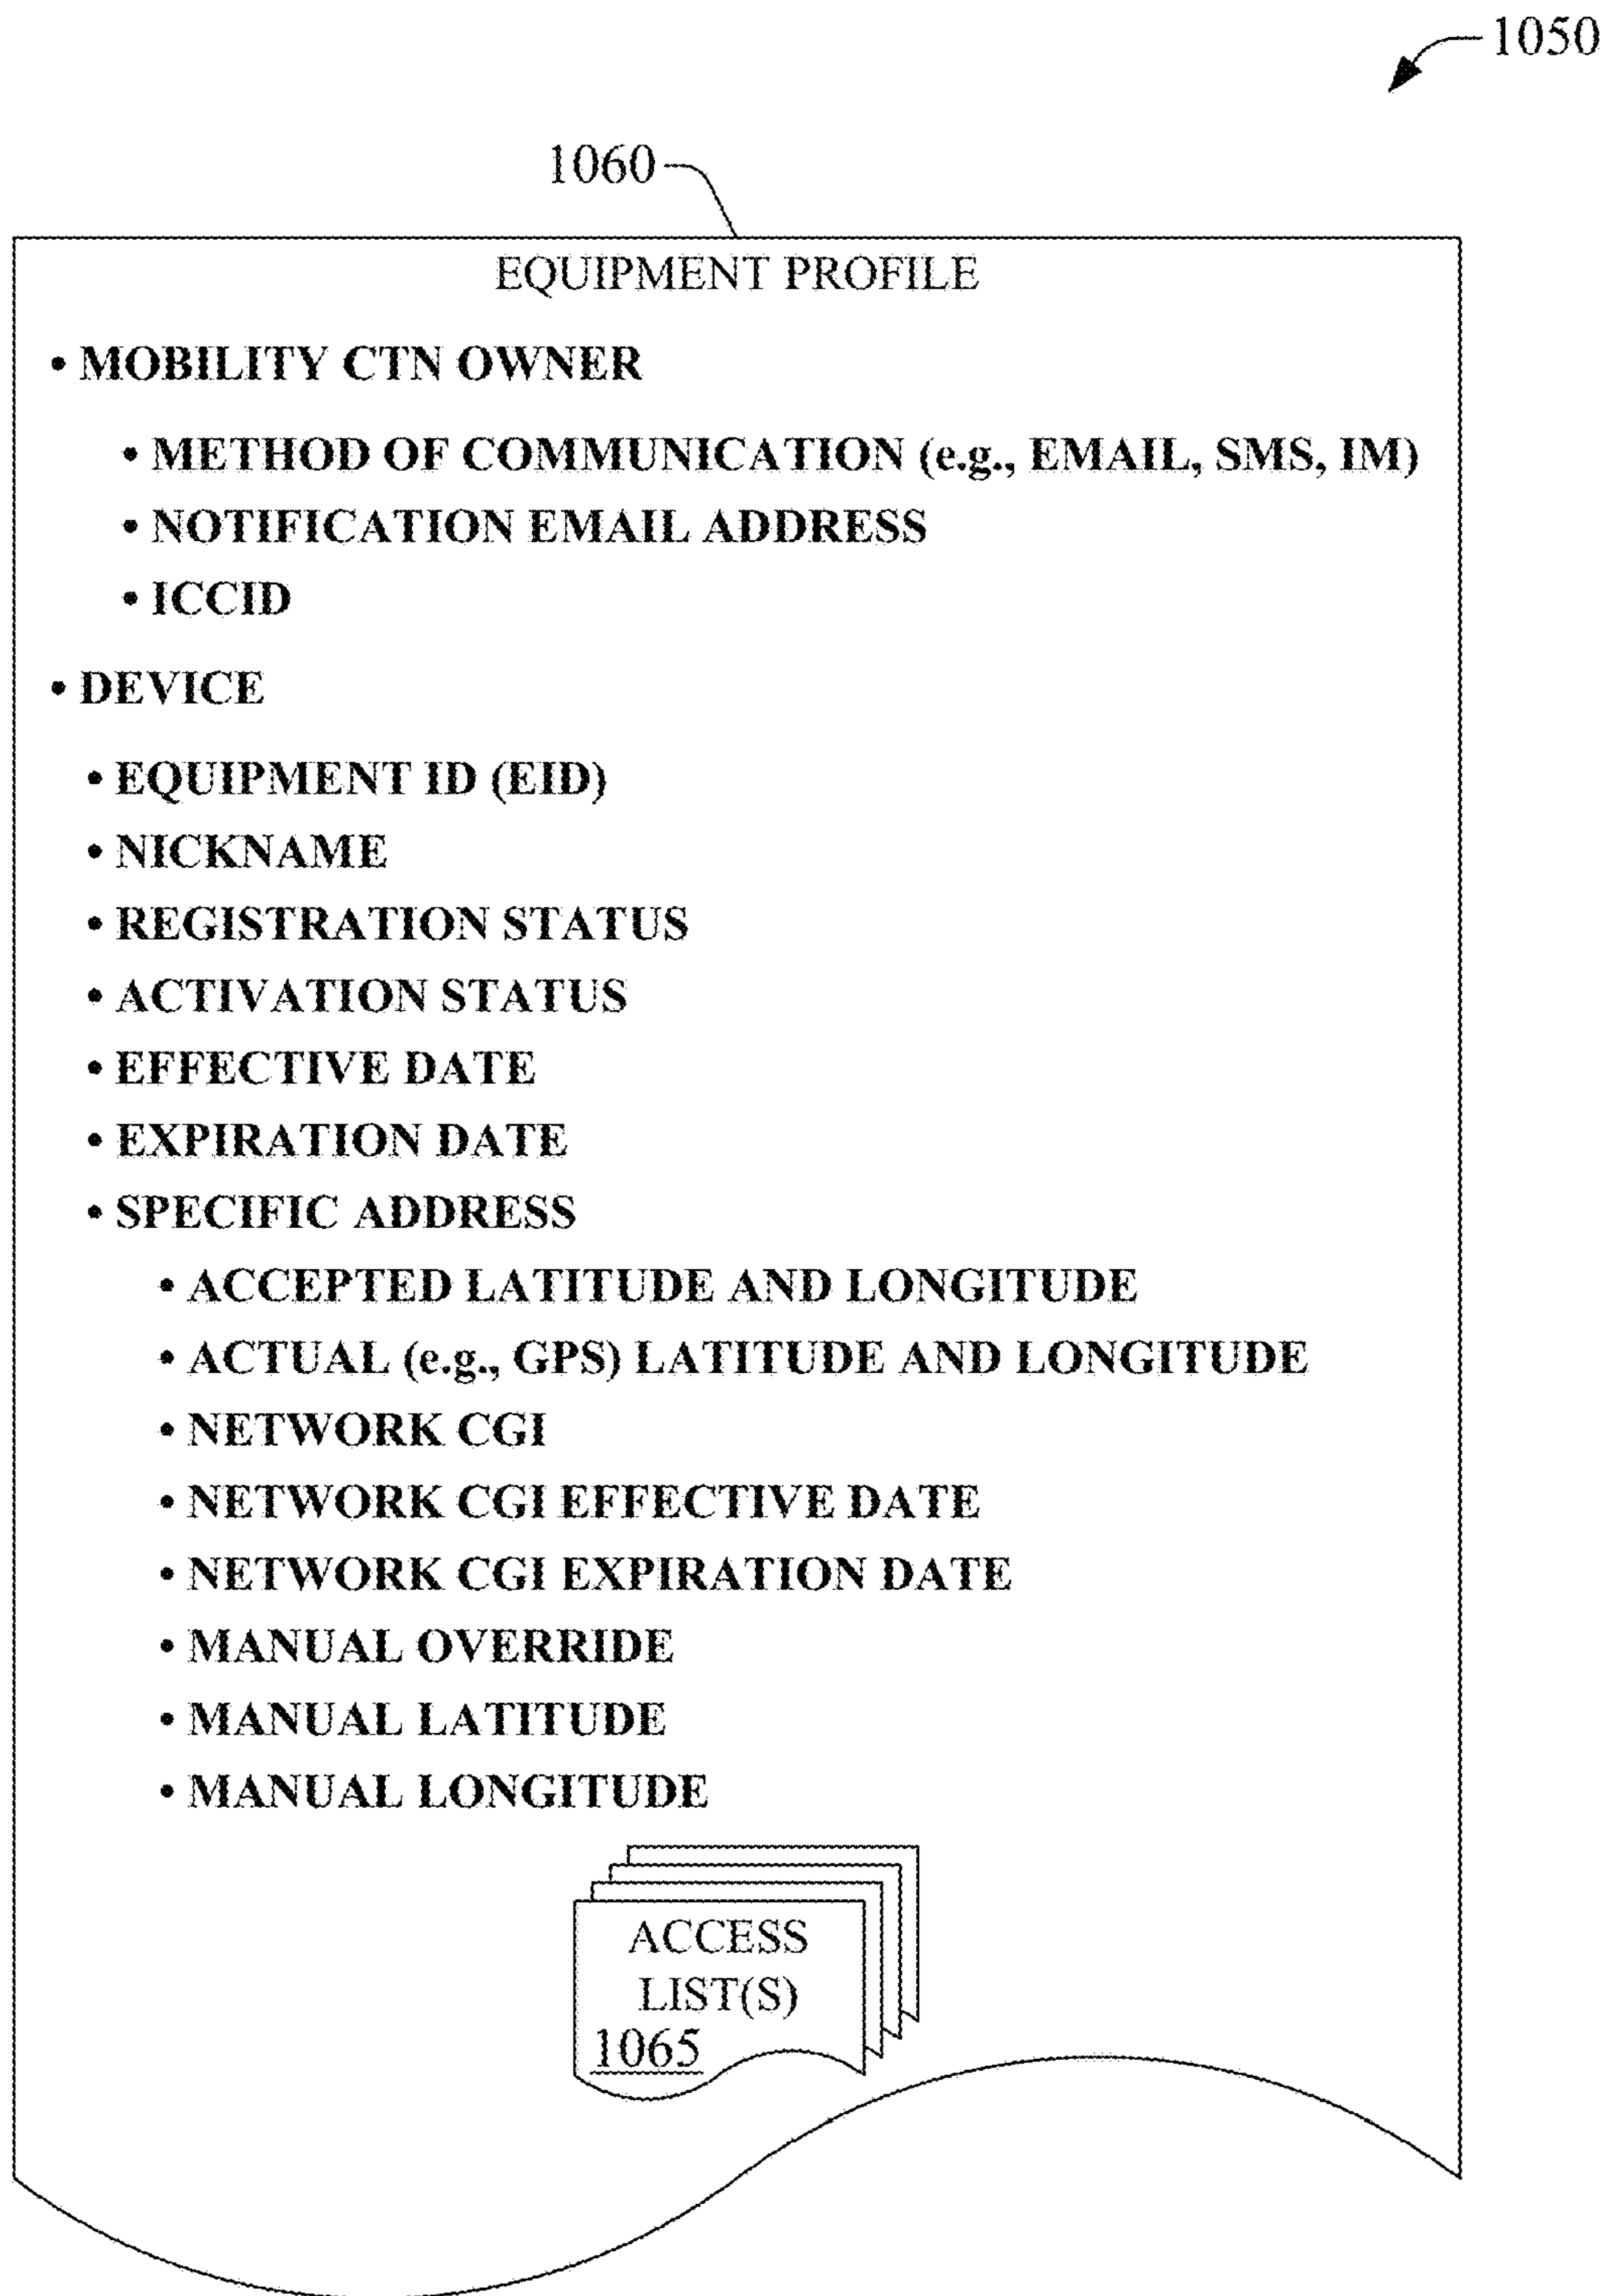 1050
1060
EQUIPMENT PROFILE
• MOBILITY CTN OWNER
• METHOD OF COMMUNICATION (e.g., EMAIL, SMS, IM)
• NOTIFICATION EMAIL ADDRESS
• ICCID
• DEVICE
• EQUIPMENT ID (EID)
• NICKNAME
• REGISTRATION STATUS
• ACTIVATION STATUS
• EFFECTIVE DATE
• EXPIRATION DATE
• SPECIFIC ADDRESS
• ACCEPTED LATITUDE AND LONGITUDE
• ACTUAL (e.g., GPS) LATITUDE AND LONGITUDE
• NETWORK CGI
• NETWORK CGI EFFECTIVE DATE
• NETWORK CGI EXPIRATION DATE
• MANUAL OVERRIDE
• MANUAL LATITUDE
• MANUAL LONGITUDE
ACCESS
LIST(S)
1065